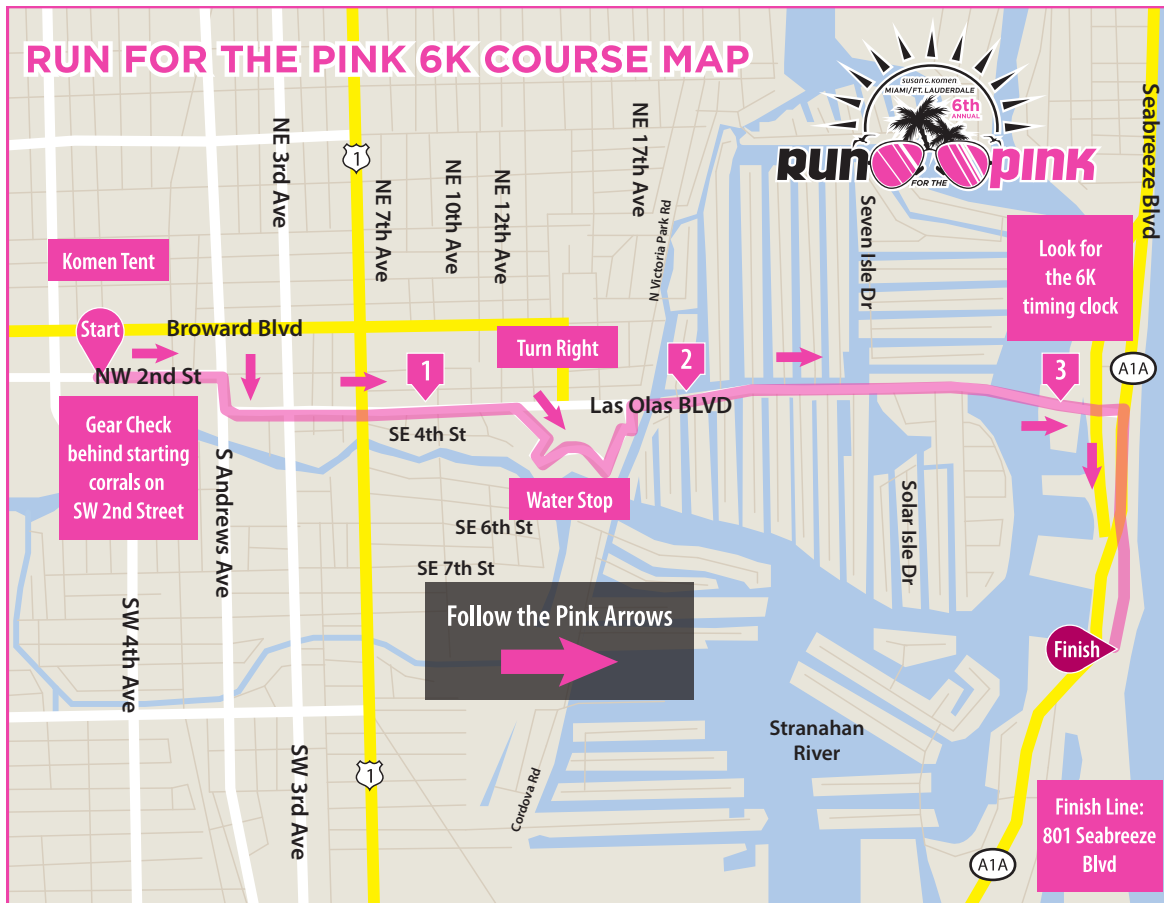 RUN FOR THE PINK 6K COURSE MAP
susan g. komen
MIAMI/FT. LAUDERDALE
6th
ANNUAL
RUN
FOR THE
PINK
Seabreeze Blvd
NE 3rd Ave
1
NE 7th Ave
NE 10th Ave
NE 12th Ave
NE 17th Ave
N Victoria Park Rd
Seven Isle Dr
Komen Tent
Look for
the 6K
timing clock
Start
Broward Blvd
Turn Right
NW 2nd St
1
2
3
A1A
Las Olas BLVD
Gear Check
behind starting
corrals on
SW 2nd Street
SE 4th St
S Andrews Ave
Water Stop
SE 6th St
Solar Isle Dr
SE 7th St
SW 4th Ave
Follow the Pink Arrows
Finish
SW 3rd Ave
Stranahan
River
1
Cordova Rd
A1A
Finish Line:
801 Seabreeze
Blvd